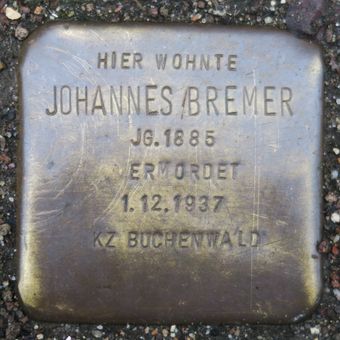 HIER WOHNTE
JOHANNES BREMER
JG. 1885
ERMORDET
1.12.1937
KZ BUCHENWALD